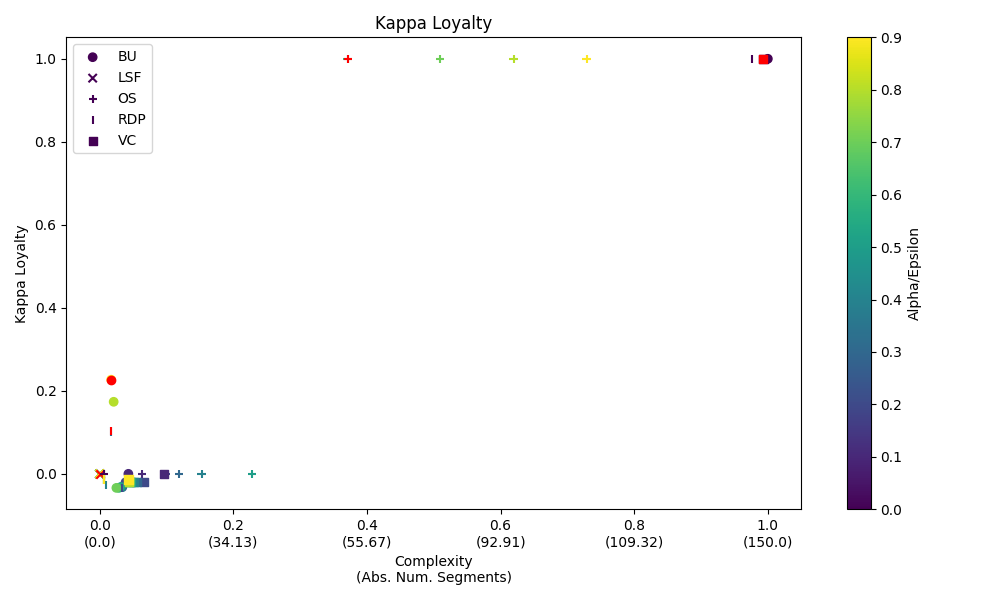 Kappa Loyalty
BU
LSF
OS
RDP
VC
Kappa Loyalty
1.0
0.8
0.6
0.4
0.2
0.0
0.0 0.2 0.4 0.6 0.8 1.0
(0.0) (34.13) (55.67) (92.91) (109.32) (150.0)
Complexity
(Abs. Num. Segments)
0.9
0.8
0.7
0.6
0.5
0.4
0.3
0.2
0.1
0.0
Alpha/Epsilon